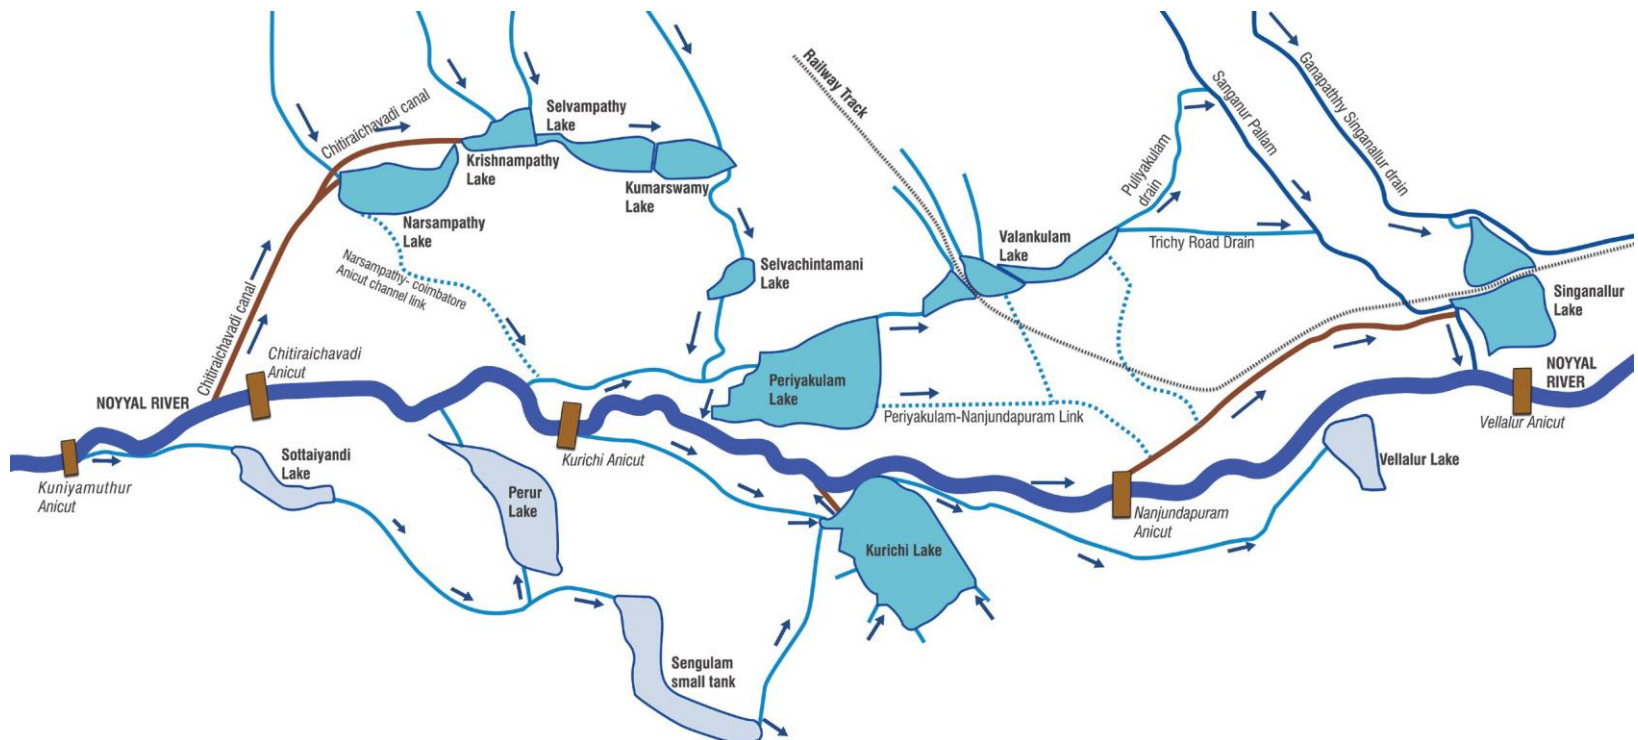 Chitiraichavadi canal
Selvampathy
Lake
Krishnampathy
Lake
Kumarswamy
Lake
Narsampathy
Lake
Narsampathy- coimbatore
Anicut channel link
Chitiraichavadi canal
Chitiraichavadi
Anicut
NOYYAL RIVER
Kuniyamuthur
Anicut
Sottaiyandi
Lake
Perur
Lake
Kurichi Anicut
Sengulam
small tank
Selvachintamani
Lake
Periyakulam
Lake
Periyakulam-Nanjundapuram Link
Kurichi Lake
Railway Track
Valankulam
Lake
Puliyakulam
drain
Trichy Road Drain
Sanganur Pallam
Ganapathhy Singanallur drain
Singanallur
Lake
NOYYAL
RIVER
Vellalur Anicut
Vellalur Lake
Nanjundapuram
Anicut